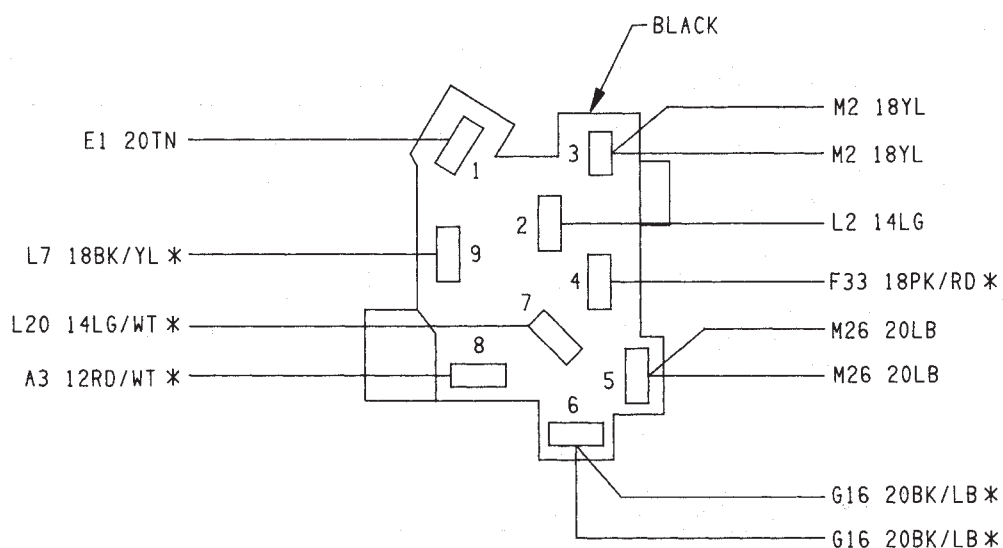 BLACK
M2 18YL
E1 20TN
3
M2 18YL
1
2
L2 14LG
L7 18BK/YL *
9
4
F33 18PK/RD *
7
L20 14LG/WT *
M26 20LB
8
A3 12RD/WT *
5
M26 20LB
6
G16 20BK/LB *
G16 20BK/LB *